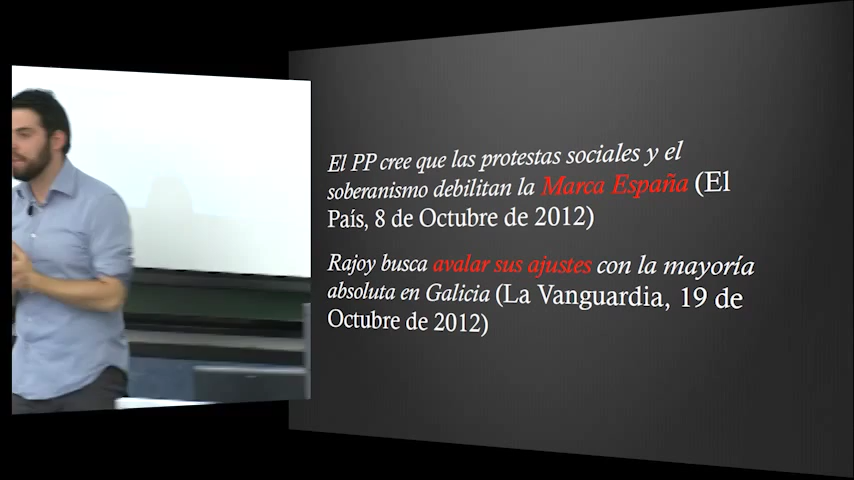 El PP cree que las protestas sociales y el
soberanismo debilitan la Marca España (El
País, 8 de Octubre de 2012)
Rajoy busca avalar sus ajustes con la mayoría
absoluta en Galicia (La Vanguardia, 19 de
Octubre de 2012)